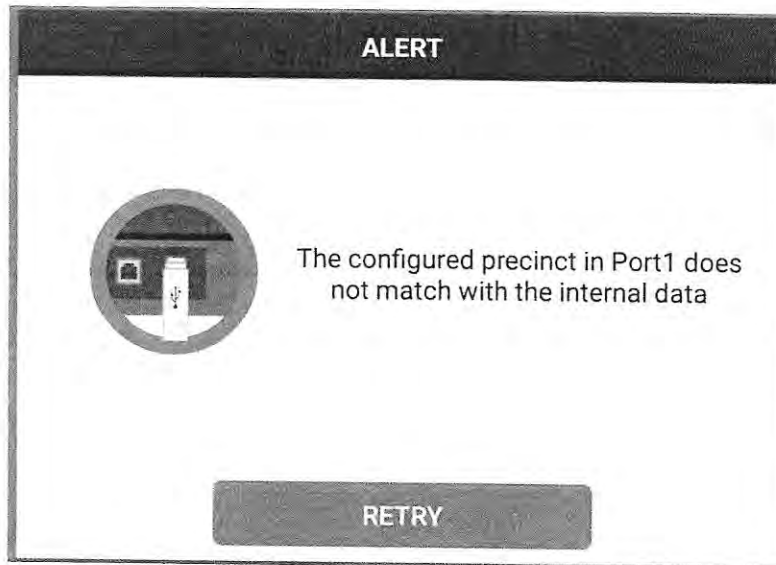 ALERT
The configured precinct in Port1 does
not match with the internal data
RETRY